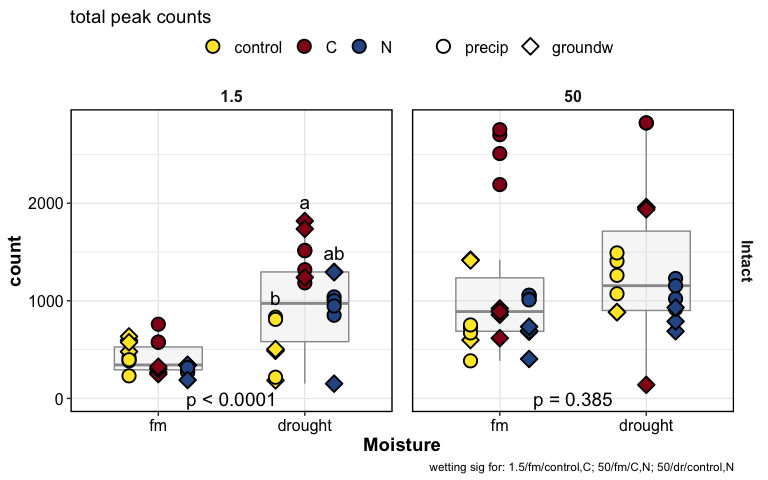 total peak counts
control C N precip groundw
1.5 50
count
2000
1000
0
a
ab
b
p < 0.0001 p = 0.385
Intact
fm drought fm drought
Moisture
wetting sig for: 1.5/fm/control,C; 50/fm/C,N; 50/dr/control,N